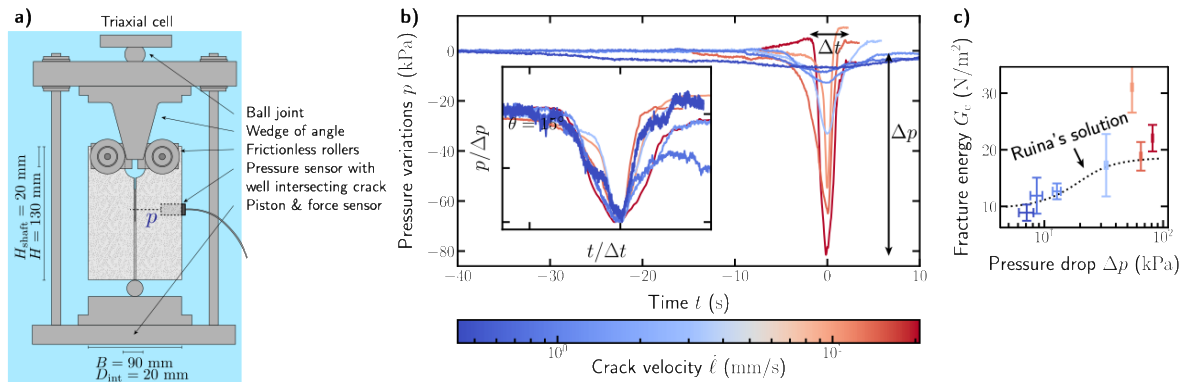 a)
Triaxial cell
Ball joint
Wedge of angle
Frictionless rollers
Pressure sensor with
well intersecting crack
Piston & force sensor
p
H_shaft = 20 mm
H = 130 mm
B = 90 mm
D_int = 20 mm
b)
Pressure variations p (kPa)
0
−20
−40
−60
−80
−40
−30
−20
−10
0
10
Time t (s)
Δt
Δp
p/Δp
θ = 15°
t/Δt
10⁰
Crack velocity ℓ̇ (mm/s)
c)
Fracture energy G_c (N/m²)
30
20
10
Ruina's solution
10¹
10²
Pressure drop Δp (kPa)